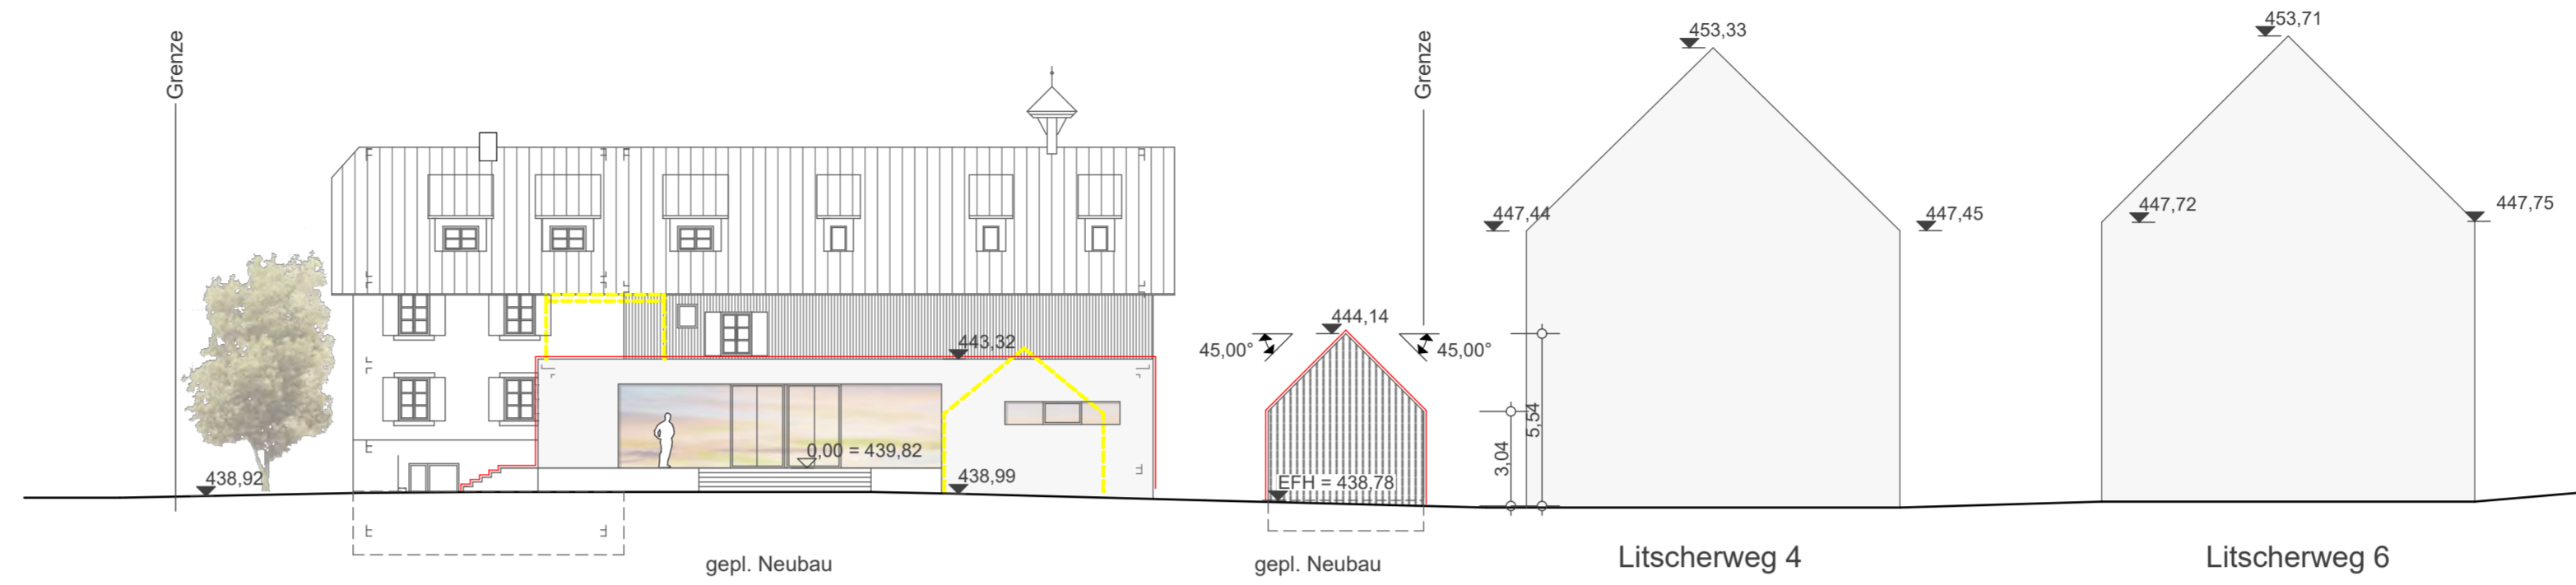 Grenze
Grenze
453,33
453,71
447,44
447,45
447,72
447,75
444,14
45,00°
45,00°
443,32
0,00 = 439,82
438,92
438,99
EFH = 438,78
3,04
5,54
gepl. Neubau
gepl. Neubau
Litscherweg 4
Litscherweg 6